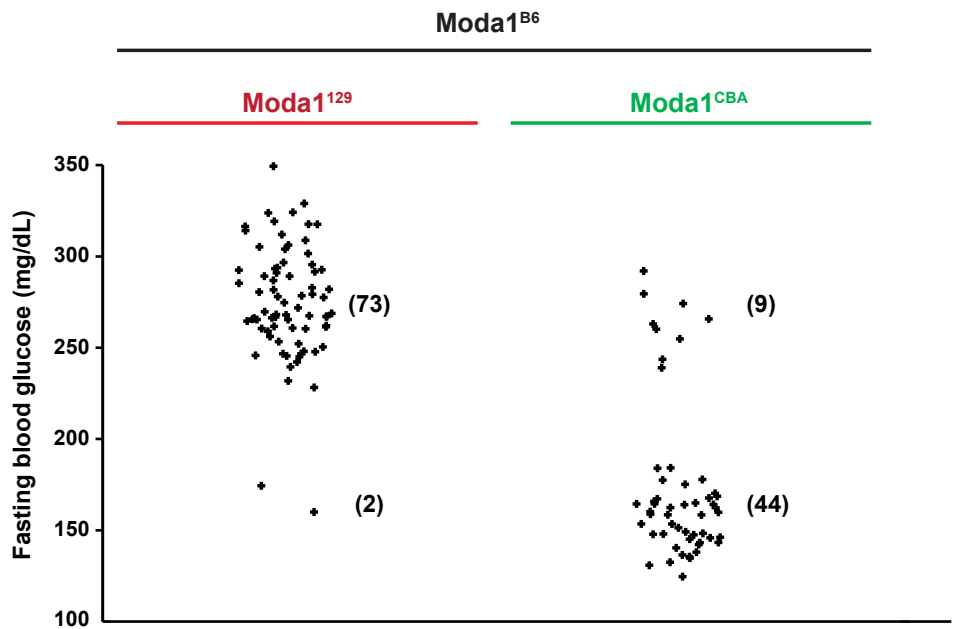 Moda1B6
Moda1129
Moda1CBA
Fasting blood glucose (mg/dL)
350
300
250
200
150
100
(73)
(9)
(2)
(44)